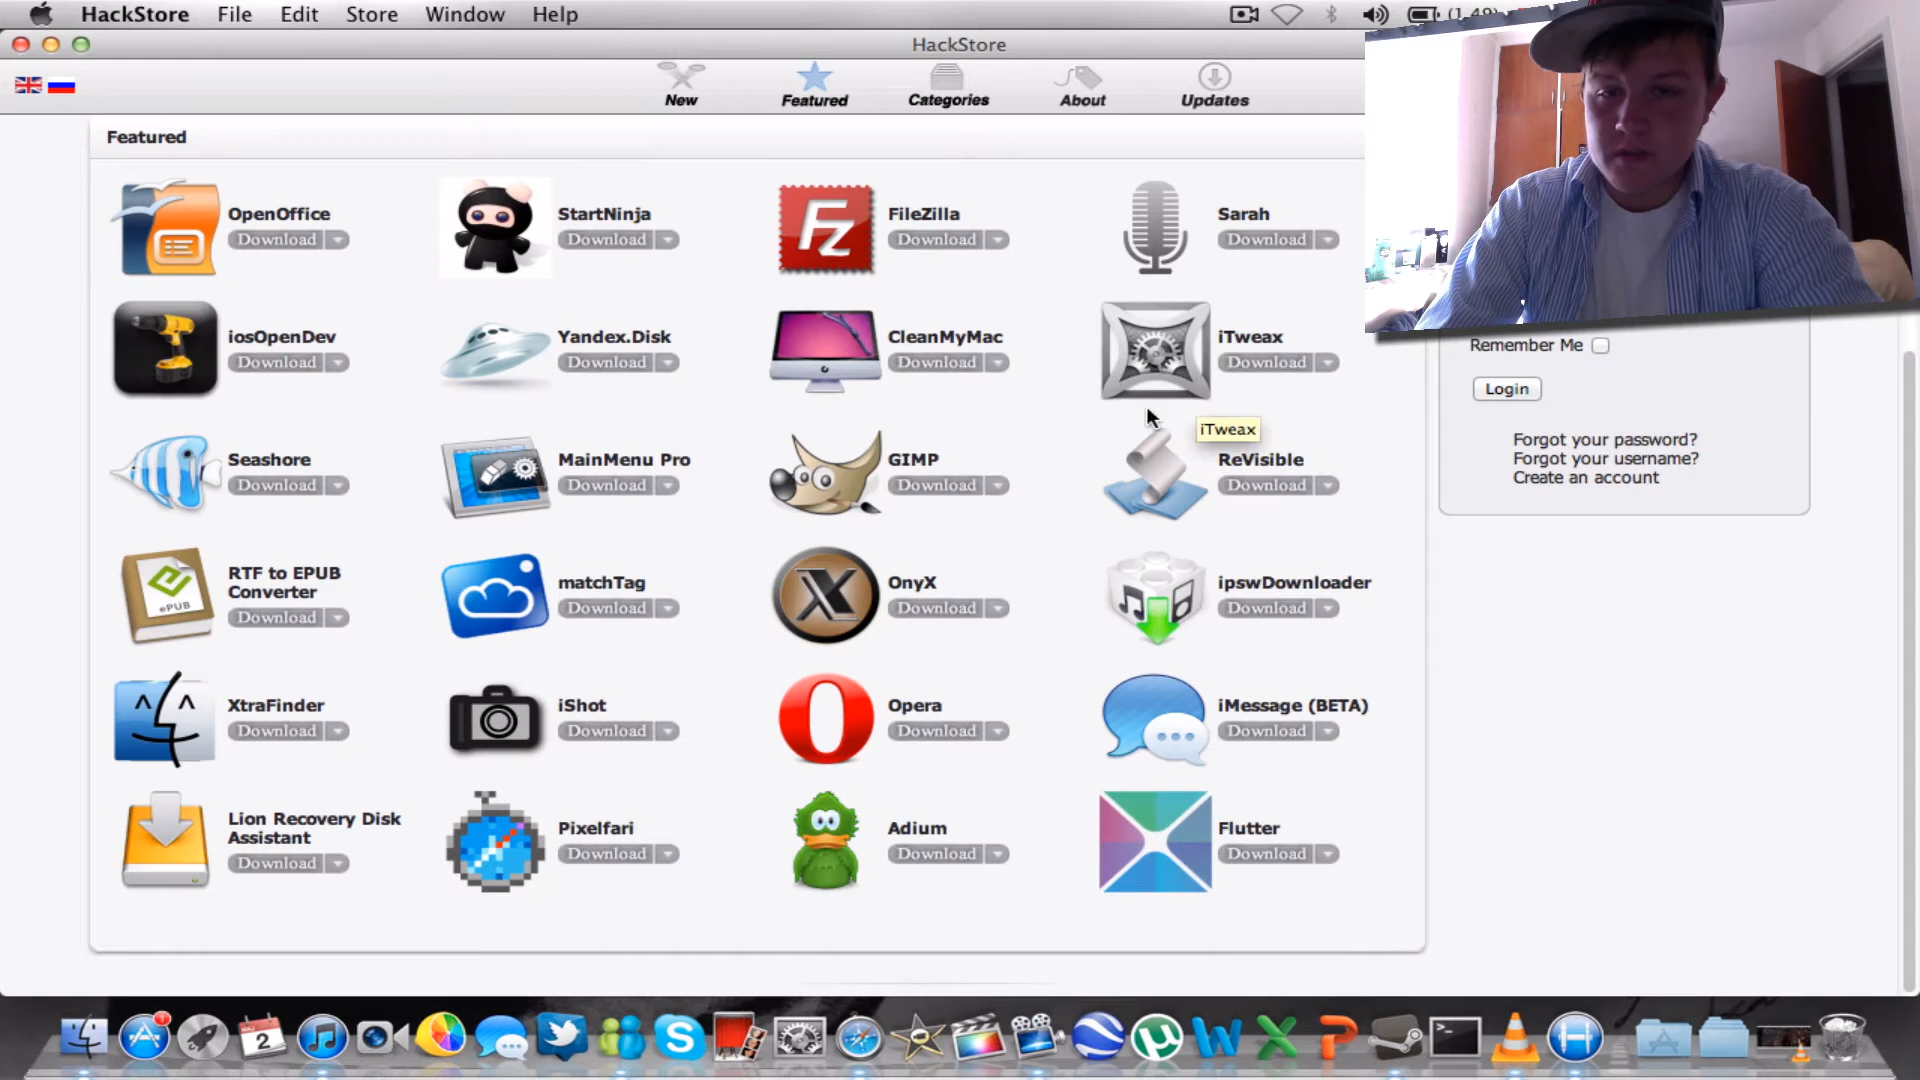 HackStore File Edit Store Window Help
HackStore
New Featured Categories About Updates
Featured
OpenOffice
Download
StartNinja
Download
FileZilla
Download
Sarah
Download
iosOpenDev
Download
Yandex.Disk
Download
CleanMyMac
Download
iTweax
Download
iTweax
Seashore
Download
MainMenu Pro
Download
GIMP
Download
ReVisible
Download
RTF to EPUB
Converter
Download
ePUB
matchTag
Download
OnyX
Download
ipswDownloader
Download
XtraFinder
Download
iShot
Download
Opera
Download
iMessage (BETA)
Download
Lion Recovery Disk
Assistant
Download
Pixelfari
Download
Adium
Download
Flutter
Download
Remember Me
Login
Forgot your password?
Forgot your username?
Create an account
1
2